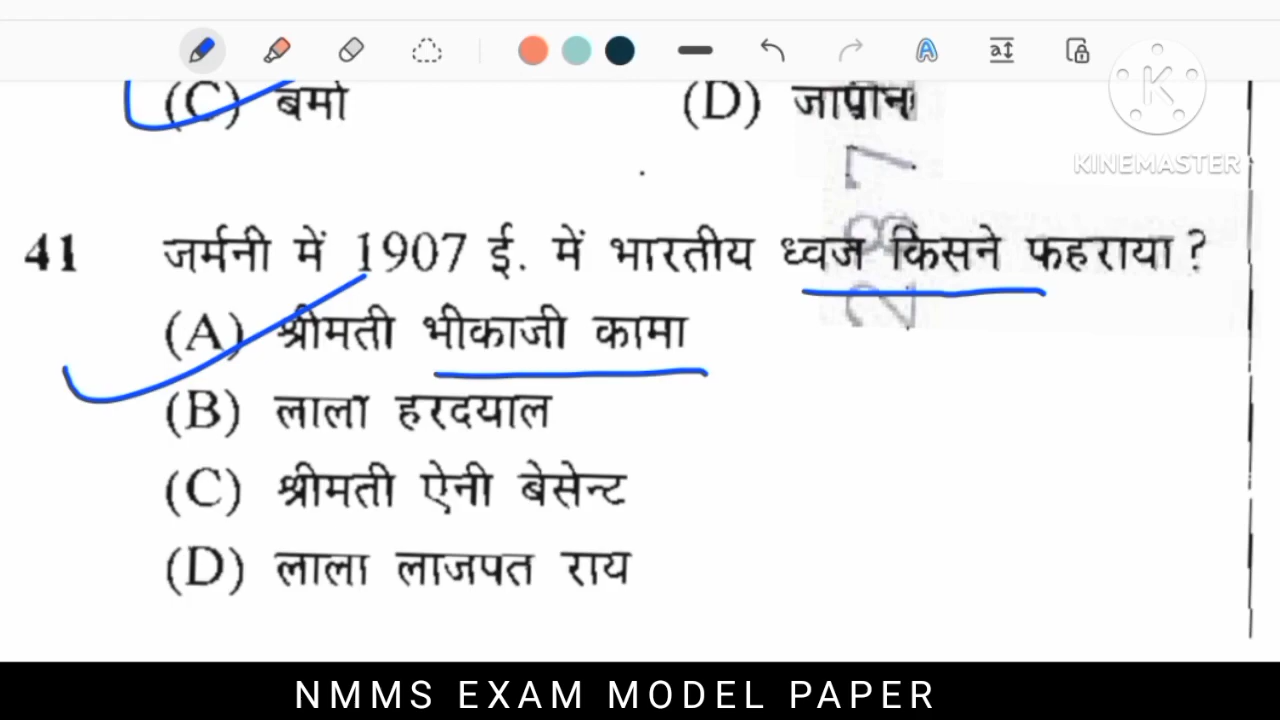 (C) बर्मा
(D) जापान
KINEMASTER
287
41 जर्मनी में 1907 ई. में भारतीय ध्वज किसने फहराया?
(A) श्रीमती भीकाजी कामा
(B) लाला हरदयाल
(C) श्रीमती ऐनी बेसेन्ट
(D) लाला लाजपत राय
NMMS EXAM MODEL PAPER